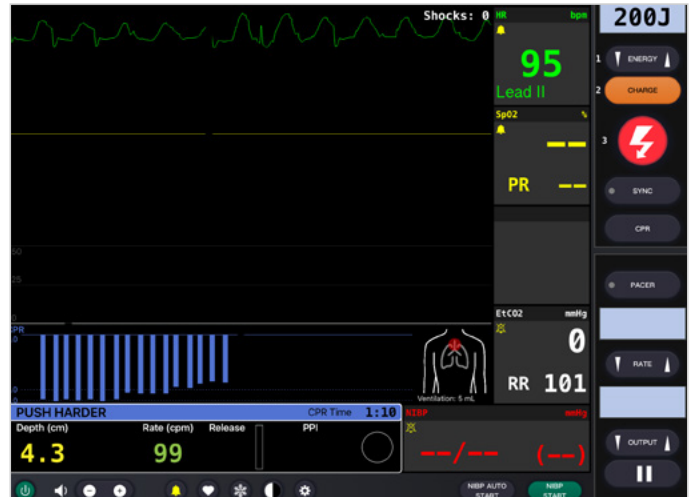 Shocks: 0
HR bpm
95
Lead II
SpO2 %
--
PR --
50
25
0
EtCO2 mmHg
0
RR 101
CPR
Ventilation: 5 mL
PUSH HARDER CPR Time 1:10
Depth (cm) Rate (cpm) Release PPI
4.3 99
NIBP mmHg
--/-- (--)
NIBP AUTO
START
NIBP
START
200J
1 ENERGY
2 CHARGE
3
SYNC
CPR
PACER
RATE
OUTPUT